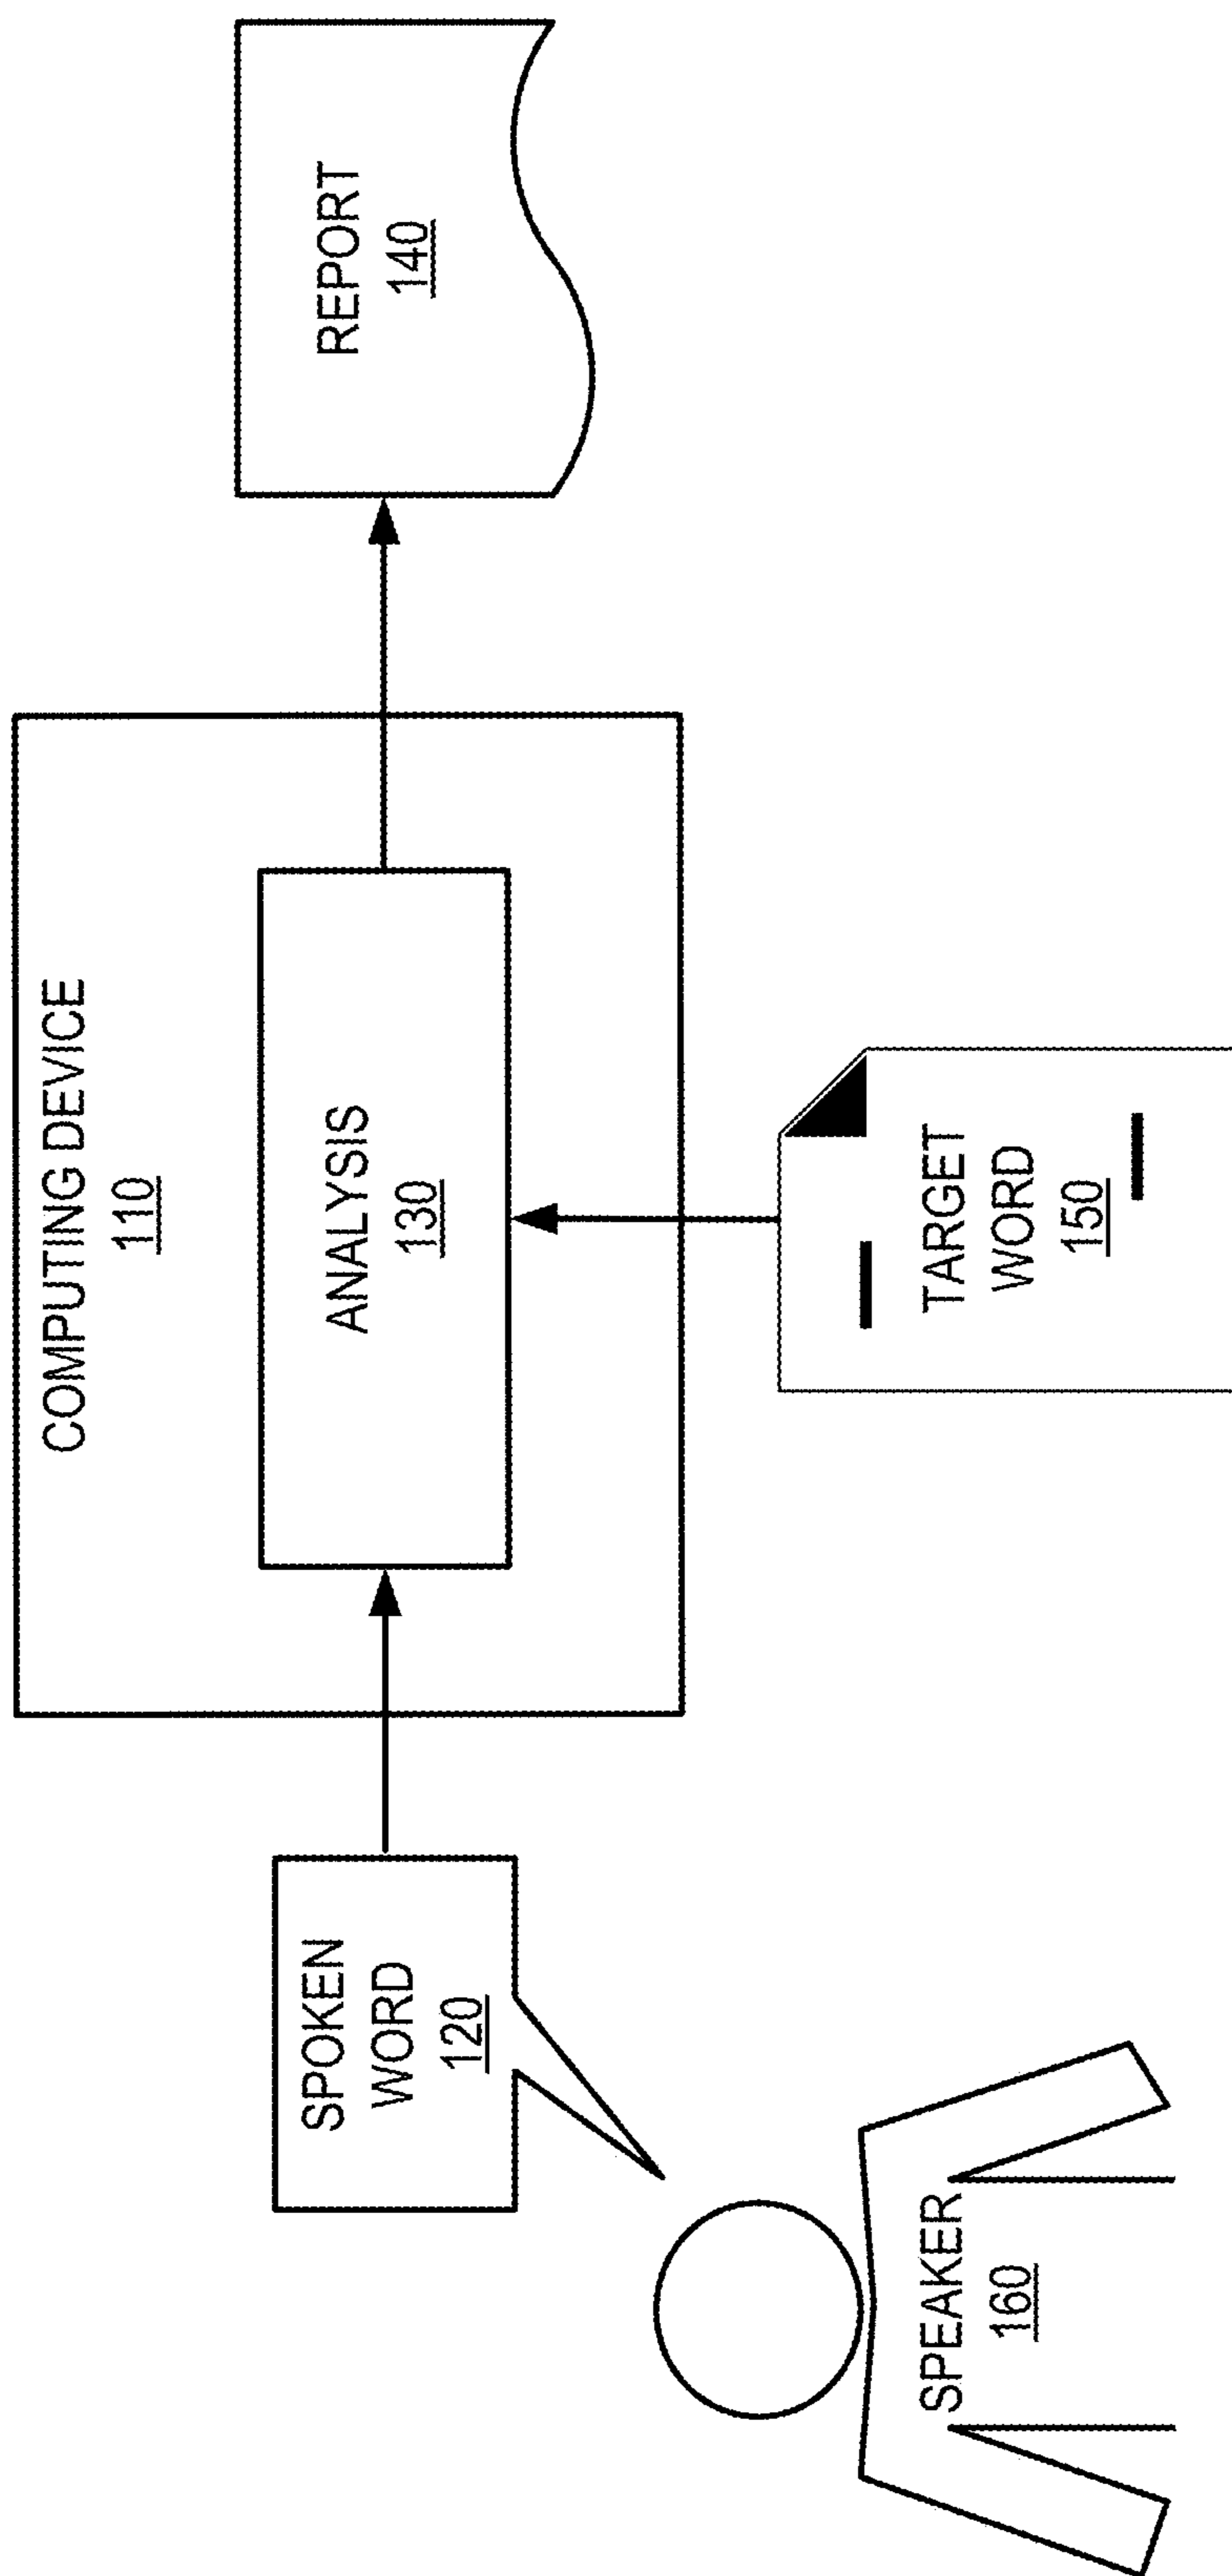 COMPUTING DEVICE
110
SPOKEN
WORD
120
ANALYSIS
130
REPORT
140
TARGET
WORD
150
SPEAKER
160